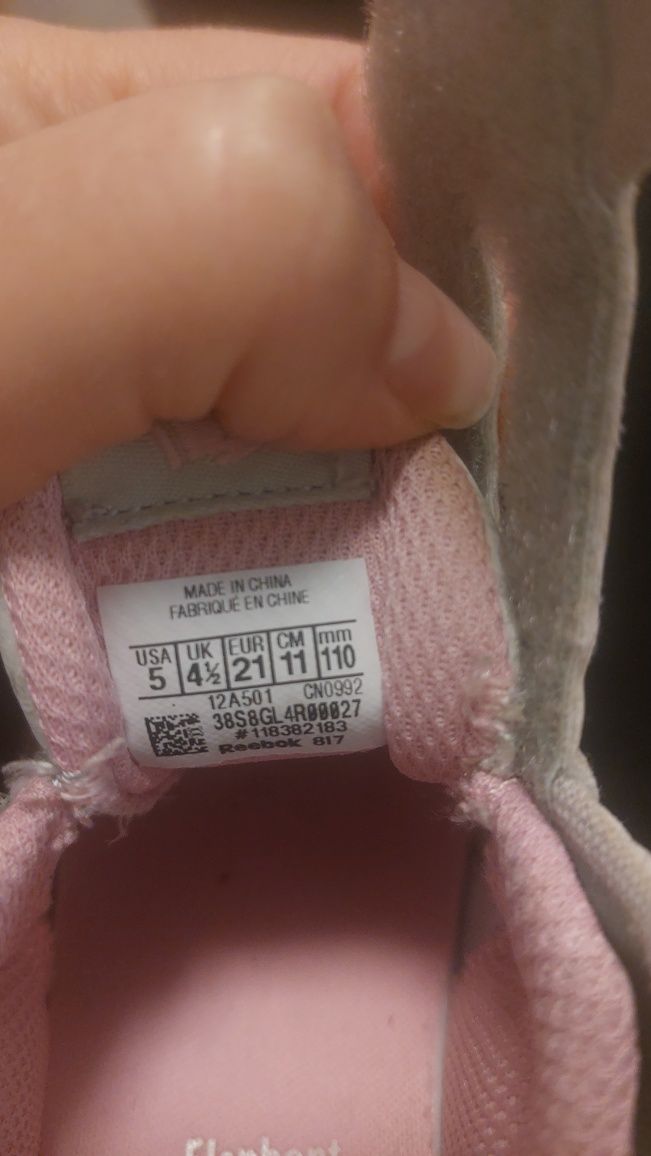 MADE IN CHINA
FABRIQUÉ EN CHINE
USA UK EUR CM mm
5 4½ 21 11 110
12A501 CN0992
38S8GL4R00027
#118382183
Reebok 817
Elephant